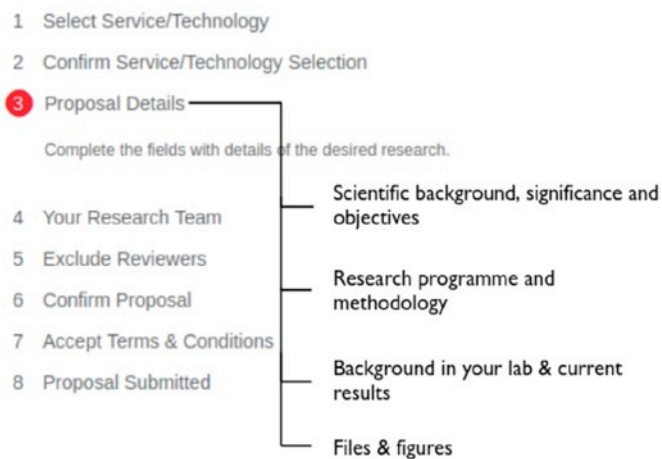 1 Select Service/Technology
2 Confirm Service/Technology Selection
3 Proposal Details
Complete the fields with details of the desired research.
4 Your Research Team
5 Exclude Reviewers
6 Confirm Proposal
7 Accept Terms & Conditions
8 Proposal Submitted
Scientific background, significance and
objectives
Research programme and
methodology
Background in your lab & current
results
Files & figures